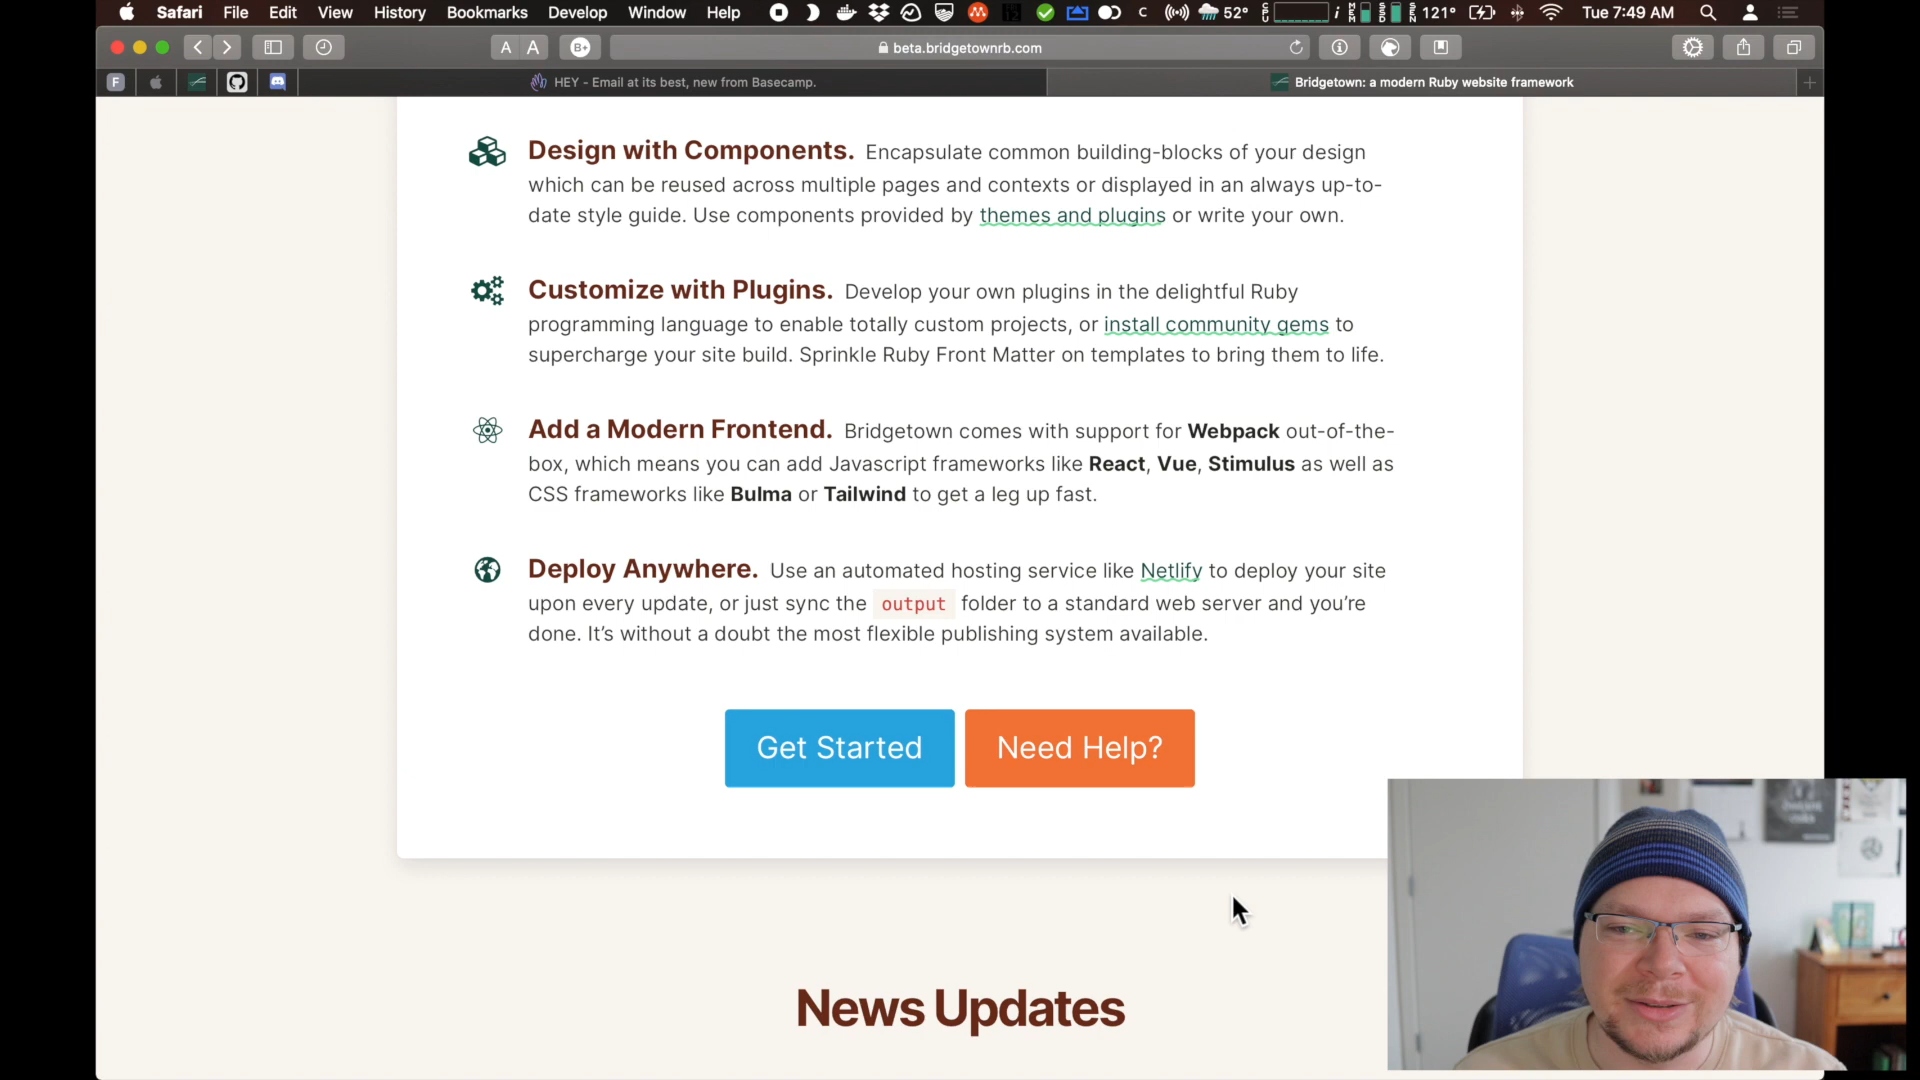 Safari File Edit View History Bookmarks Develop Window Help C 52° 121° Tue 7:49 AM
A A B+ beta.bridgetownrb.com
F HEY - Email at its best, new from Basecamp. Bridgetown: a modern Ruby website framework
Design with Components. Encapsulate common building-blocks of your design
which can be reused across multiple pages and contexts or displayed in an always up-to-
date style guide. Use components provided by themes and plugins or write your own.
Customize with Plugins. Develop your own plugins in the delightful Ruby
programming language to enable totally custom projects, or install community gems to
supercharge your site build. Sprinkle Ruby Front Matter on templates to bring them to life.
Add a Modern Frontend. Bridgetown comes with support for Webpack out-of-the-
box, which means you can add Javascript frameworks like React, Vue, Stimulus as well as
CSS frameworks like Bulma or Tailwind to get a leg up fast.
Deploy Anywhere. Use an automated hosting service like Netlify to deploy your site
upon every update, or just sync the output folder to a standard web server and you’re
done. It’s without a doubt the most flexible publishing system available.
Get Started Need Help?
News Updates